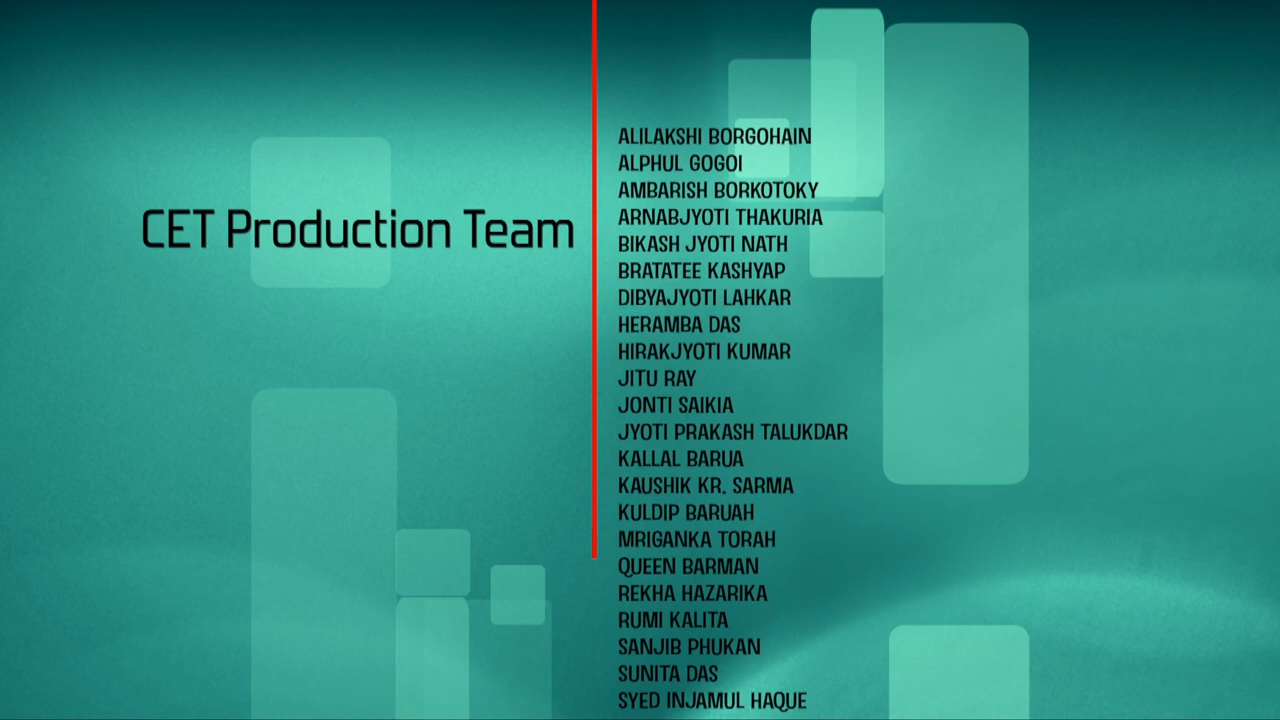 CET Production Team
ALILAKSHI BORGOHAIN
ALPHUL GOGOI
AMBARISH BORKOTOKY
ARNABJYOTI THAKURIA
BIKASH JYOTI NATH
BRATATEE KASHYAP
DIBYAJYOTI LAHKAR
HERAMBA DAS
HIRAKJYOTI KUMAR
JITU RAY
JONTI SAIKIA
JYOTI PRAKASH TALUKDAR
KALLAL BARUA
KAUSHIK KR. SARMA
KULDIP BARUAH
MRIGANKA TORAH
QUEEN BARMAN
REKHA HAZARIKA
RUMI KALITA
SANJIB PHUKAN
SUNITA DAS
SYED INJAMUL HAQUE